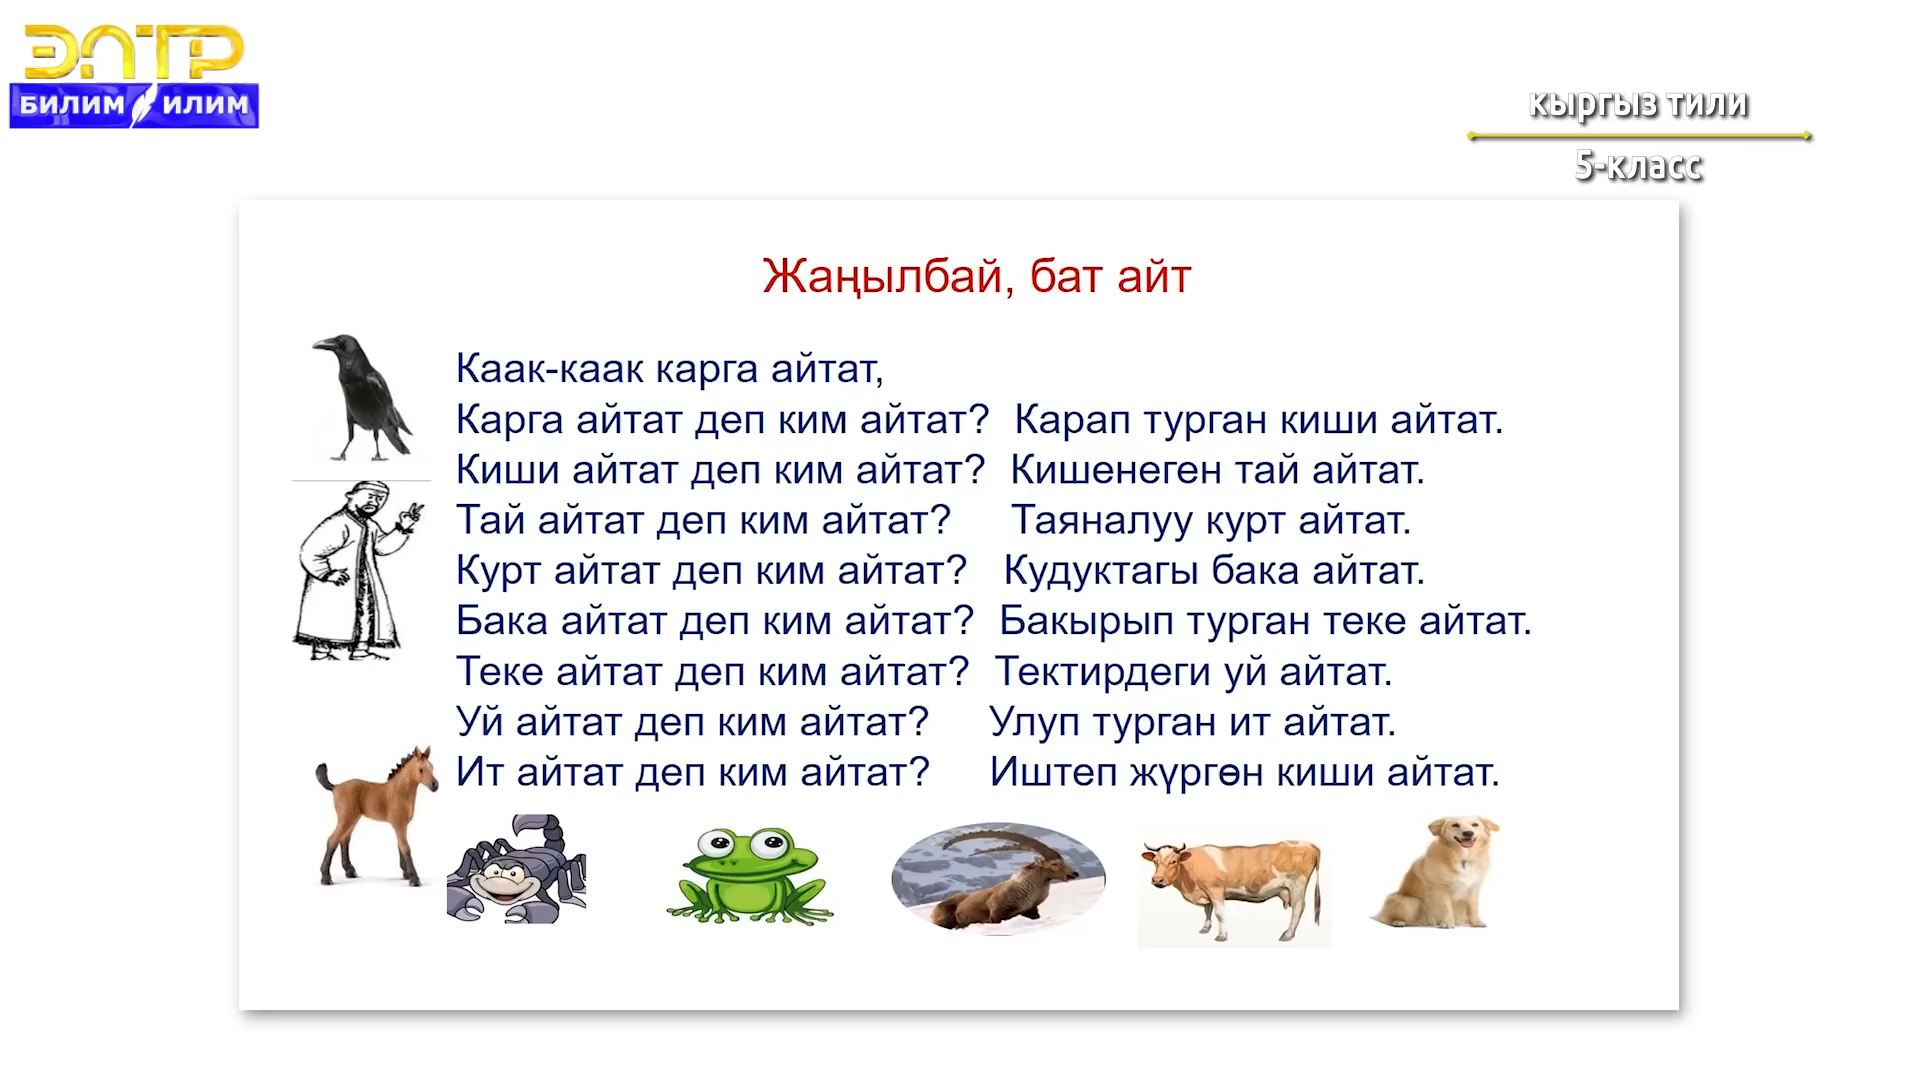 ЭЛТР
БИЛИМ ИЛИМ
кыргыз тили
5-класс
Жаңылбай, бат айт
Каак-каак карга айтат,
Карга айтат деп ким айтат? Карап турган киши айтат.
Киши айтат деп ким айтат? Кишенеген тай айтат.
Тай айтат деп ким айтат? Таяналуу курт айтат.
Курт айтат деп ким айтат? Кудуктагы бака айтат.
Бака айтат деп ким айтат? Бакырып турган теке айтат.
Теке айтат деп ким айтат? Тектирдеги уй айтат.
Уй айтат деп ким айтат? Улуп турган ит айтат.
Ит айтат деп ким айтат? Иштеп жүргөн киши айтат.